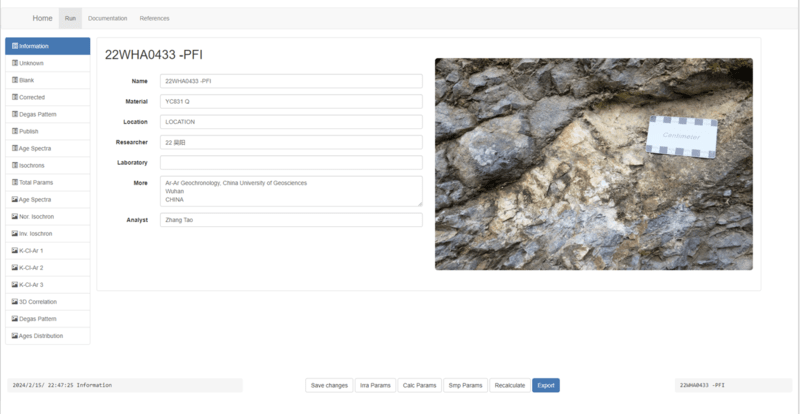 Home Run Documentation References
Information
Unknown
Blank
Corrected
Degas Pattern
Publish
Age Spectra
Isochrons
Total Params
Age Spectra
Nor. Isochron
Inv. Isochron
K-Cl-Ar 1
K-Cl-Ar 2
K-Cl-Ar 3
3D Correlation
Degas Pattern
Ages Distribution
22WHA0433 -PFI
Name 22WHA0433 -PFI
Material YC631 Q
Location LOCATION
Researcher 22
Laboratory
More Ar-Ar Geochronology, China University of Geosciences
Wuhan
CHINA
Analyst Zhang Tao
Centimeter
2024/2/15/ 22:47:25 Information
Save changes Irra Params Calc Params Smp Params Recalculate Export
22WHA0433 -PFI